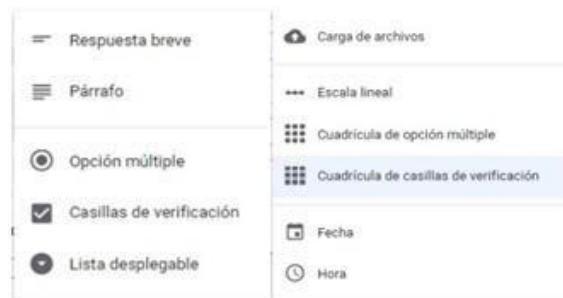 Respuesta breve
Párrafo
Opción múltiple
Casillas de verificación
Lista desplegable
Carga de archivos
Escala lineal
Cuadrícula de opción múltiple
Cuadrícula de casillas de verificación
Fecha
Hora